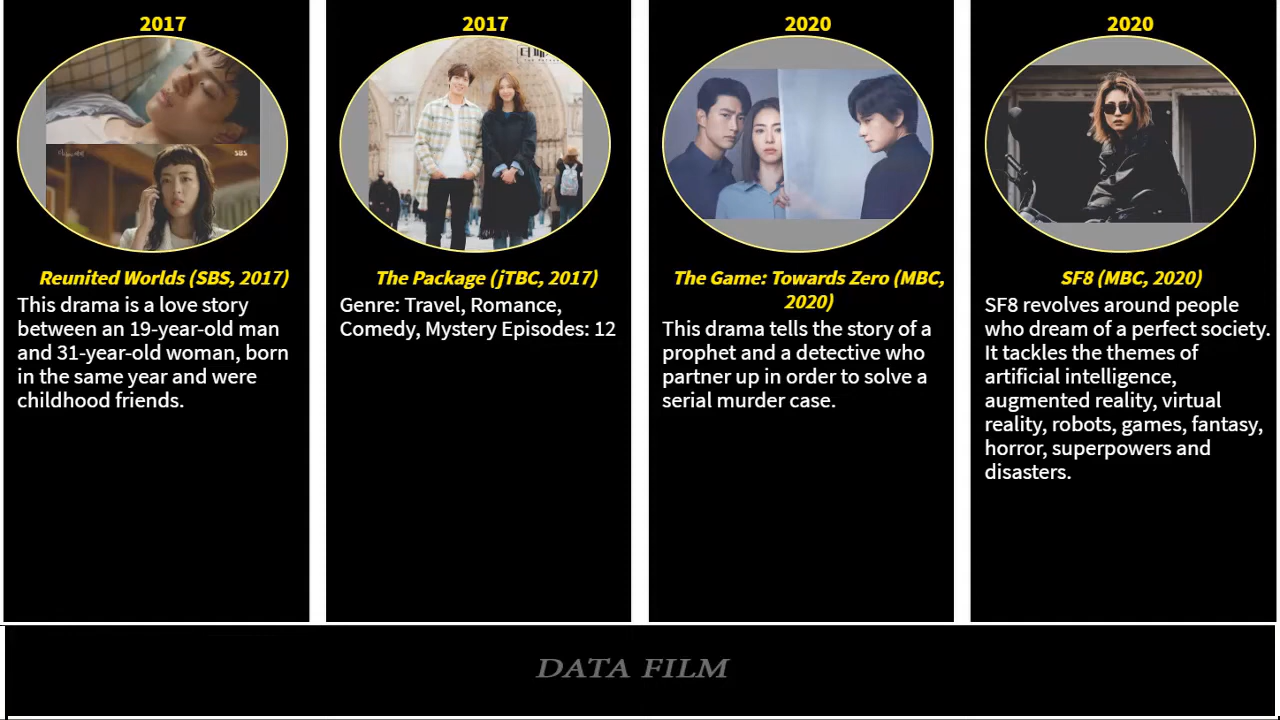 2017
SBS
Reunited Worlds (SBS, 2017)
This drama is a love story
between an 19-year-old man
and 31-year-old woman, born
in the same year and were
childhood friends.
2017
The Package (jTBC, 2017)
Genre: Travel, Romance,
Comedy, Mystery Episodes: 12
2020
The Game: Towards Zero (MBC,
2020)
This drama tells the story of a
prophet and a detective who
partner up in order to solve a
serial murder case.
2020
SF8 (MBC, 2020)
SF8 revolves around people
who dream of a perfect society.
It tackles the themes of
artificial intelligence,
augmented reality, virtual
reality, robots, games, fantasy,
horror, superpowers and
disasters.
DATA FILM